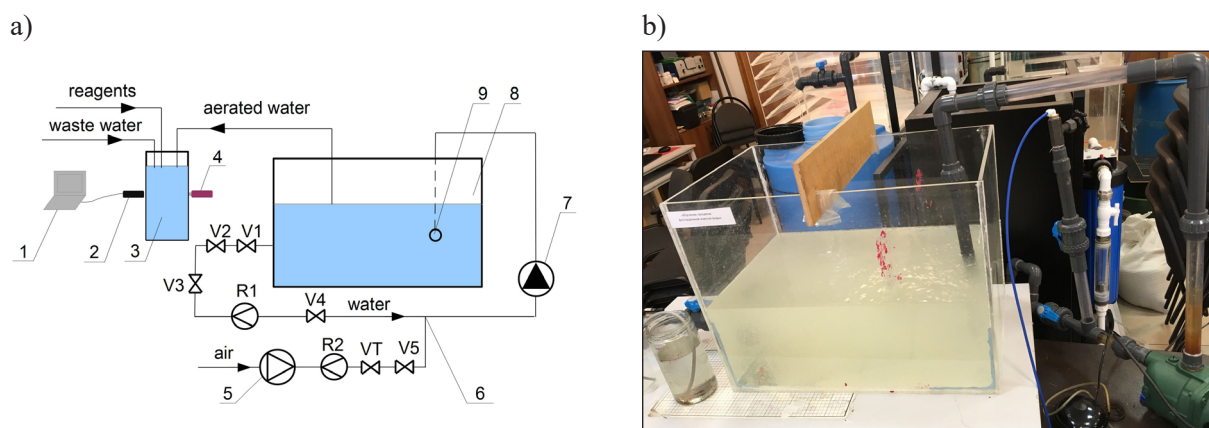 a)
b)
reagents
waste water
aerated water
9
8
4
7
1
2
3
V2
V1
V3
R1
V4
water
air
R2
VT
V5
5
6